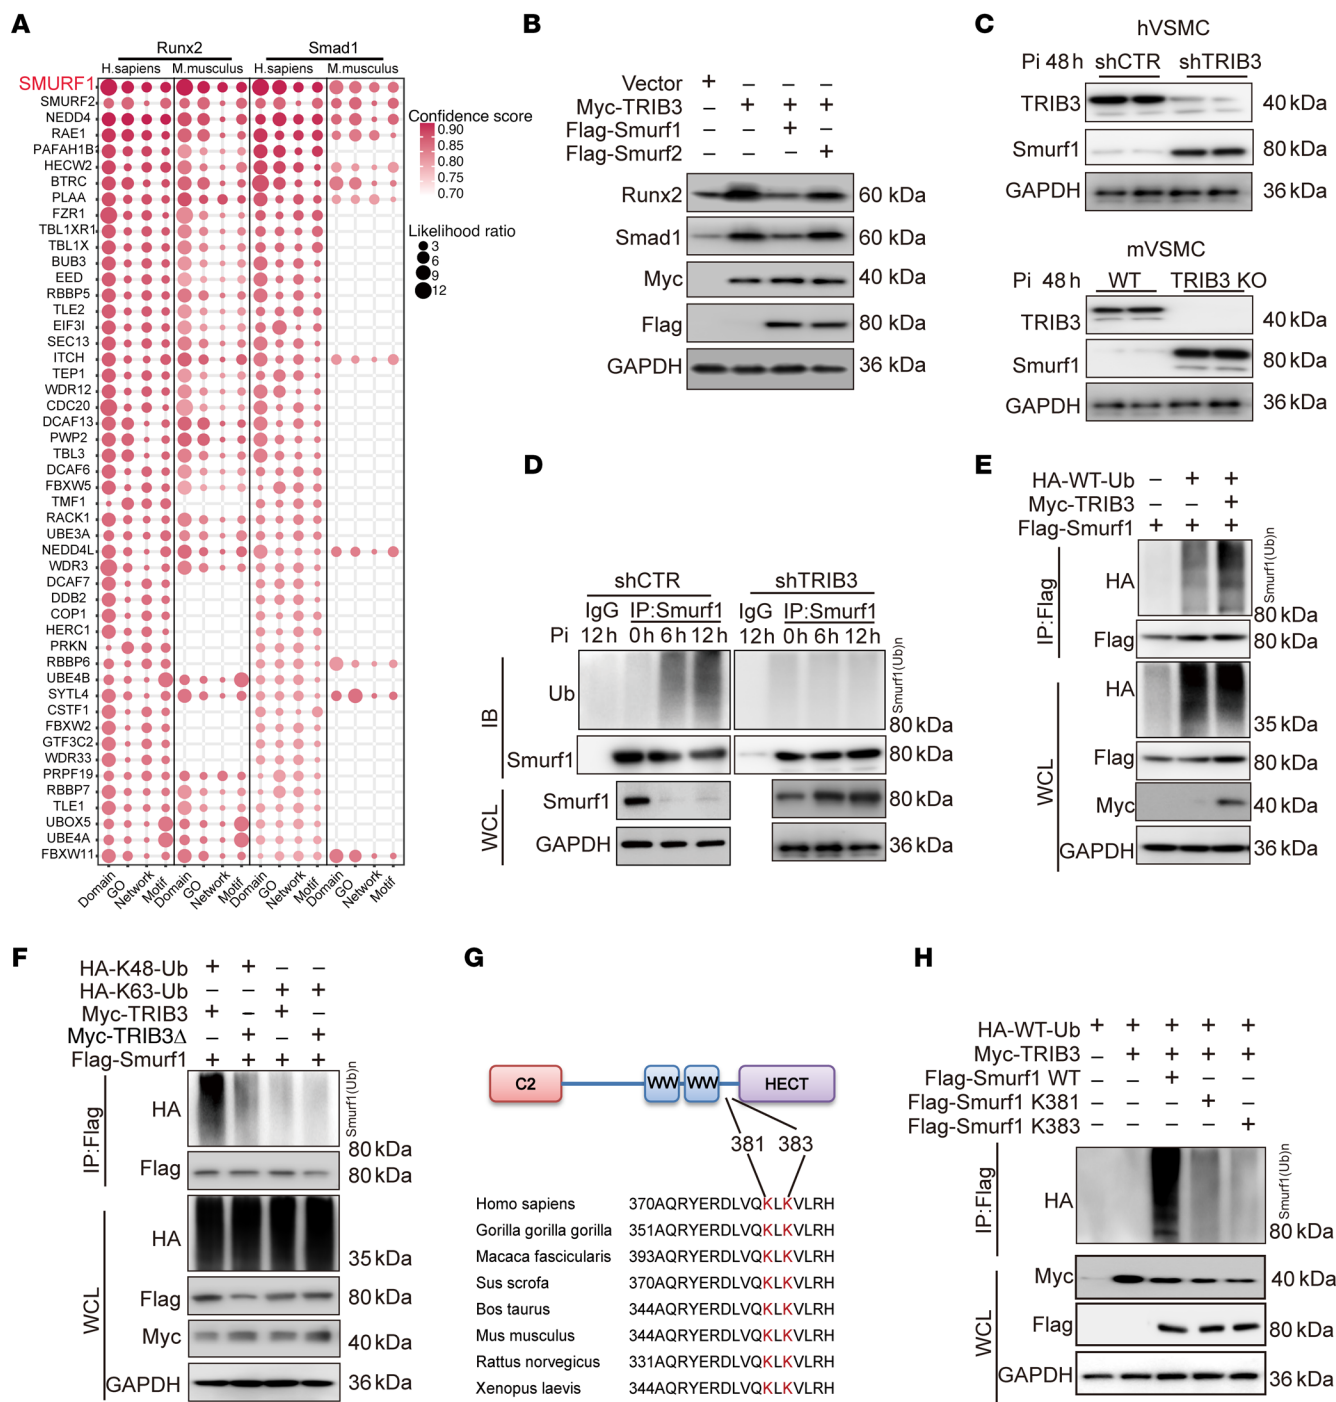 A
Runx2 Smad1
H.sapiens M.musculus H.sapiens M.musculus
SMURF1
SMURF2
NEDD4
RAE1
PAFAH1B
HECW2
BTRC
PLAA
FZR1
TBL1XR1
TBL1X
BUB3
EED
RBBP5
TLE2
EIF3I
SEC13
ITCH
TEP1
WDR12
CDC20
DCAF13
PWP2
TBL3
DCAF6
FBXW5
TMF1
RACK1
UBE3A
NEDD4L
WDR3
DCAF7
DDB2
COP1
HERC1
PRKN
RBBP6
UBE4B
SYTL4
CSTF1
FBXW2
GTF3C2
WDR33
PRPF19
RBBP7
TLE1
UBOX5
UBE4A
FBXW11
Domain GO Network Motif Domain GO Network Motif Domain GO Network Motif Domain GO Network Motif
Confidence score
0.90
0.85
0.80
0.75
0.70
Likelihood ratio
3
6
9
12
B
Vector + – – –
Myc-TRIB3 – + + +
Flag-Smurf1 – – + –
Flag-Smurf2 – – – +
Runx2 60 kDa
Smad1 60 kDa
Myc 40 kDa
Flag 80 kDa
GAPDH 36 kDa
C
hVSMC
Pi 48 h shCTR shTRIB3
TRIB3 40 kDa
Smurf1 80 kDa
GAPDH 36 kDa
mVSMC
Pi 48 h WT TRIB3 KO
TRIB3 40 kDa
Smurf1 80 kDa
GAPDH 36 kDa
D
shCTR shTRIB3
IgG IP:Smurf1 IgG IP:Smurf1
Pi 12h 0h 6h 12h 12h 0h 6h 12h
IB
Ub Smurf1(Ub)n
80 kDa
Smurf1 80 kDa
WCL
Smurf1 80 kDa
GAPDH 36 kDa
E
HA-WT-Ub – + +
Myc-TRIB3 – – +
Flag-Smurf1 + + +
IP:Flag
HA Smurf1(Ub)n
80 kDa
Flag 80 kDa
WCL
HA 35 kDa
Flag 80 kDa
Myc 40 kDa
GAPDH 36 kDa
F
HA-K48-Ub + + – –
HA-K63-Ub – – + +
Myc-TRIB3 + – + –
Myc-TRIB3Δ – + – +
Flag-Smurf1 + + + +
IP:Flag
HA Smurf1(Ub)n
80 kDa
Flag 80 kDa
WCL
HA 35 kDa
Flag 80 kDa
Myc 40 kDa
GAPDH 36 kDa
G
C2 WW WW HECT
381 383
Homo sapiens 370AQRYERDLVQKLKVLRH
Gorilla gorilla gorilla 351AQRYERDLVQKLKVLRH
Macaca fascicularis 393AQRYERDLVQKLKVLRH
Sus scrofa 370AQRYERDLVQKLKVLRH
Bos taurus 344AQRYERDLVQKLKVLRH
Mus musculus 344AQRYERDLVQKLKVLRH
Rattus norvegicus 331AQRYERDLVQKLKVLRH
Xenopus laevis 344AQRYERDLVQKLKVLRH
H
HA-WT-Ub + + + + +
Myc-TRIB3 – + + + +
Flag-Smurf1 WT – – + – –
Flag-Smurf1 K381 – – – + –
Flag-Smurf1 K383 – – – – +
IP:Flag
HA Smurf1(Ub)n
80 kDa
WCL
Myc 40 kDa
Flag 80 kDa
GAPDH 36 kDa